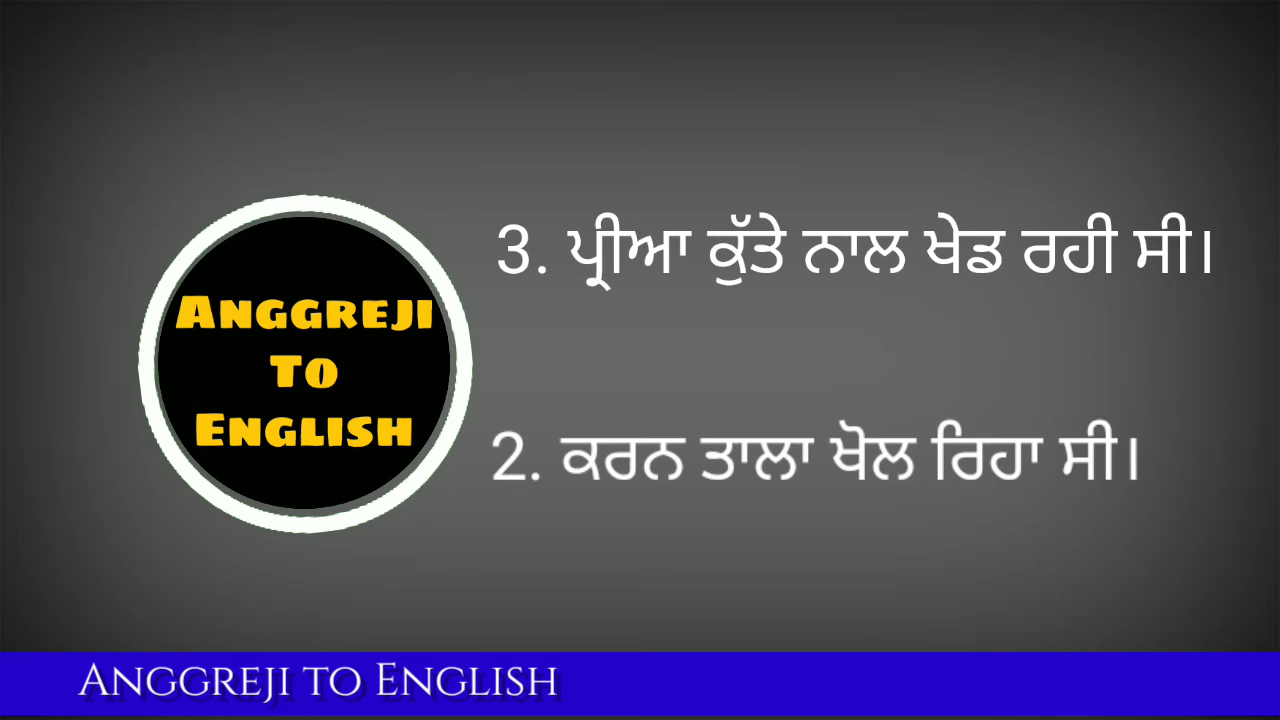 Anggreji
To
English
3. ਪ੍ਰੀਆ ਕੁੱਤੇ ਨਾਲ ਖੇਡ ਰਹੀ ਸੀ।
2. ਕਰਨ ਤਾਲਾ ਖੋਲ ਰਿਹਾ ਸੀ।
Anggreji to English